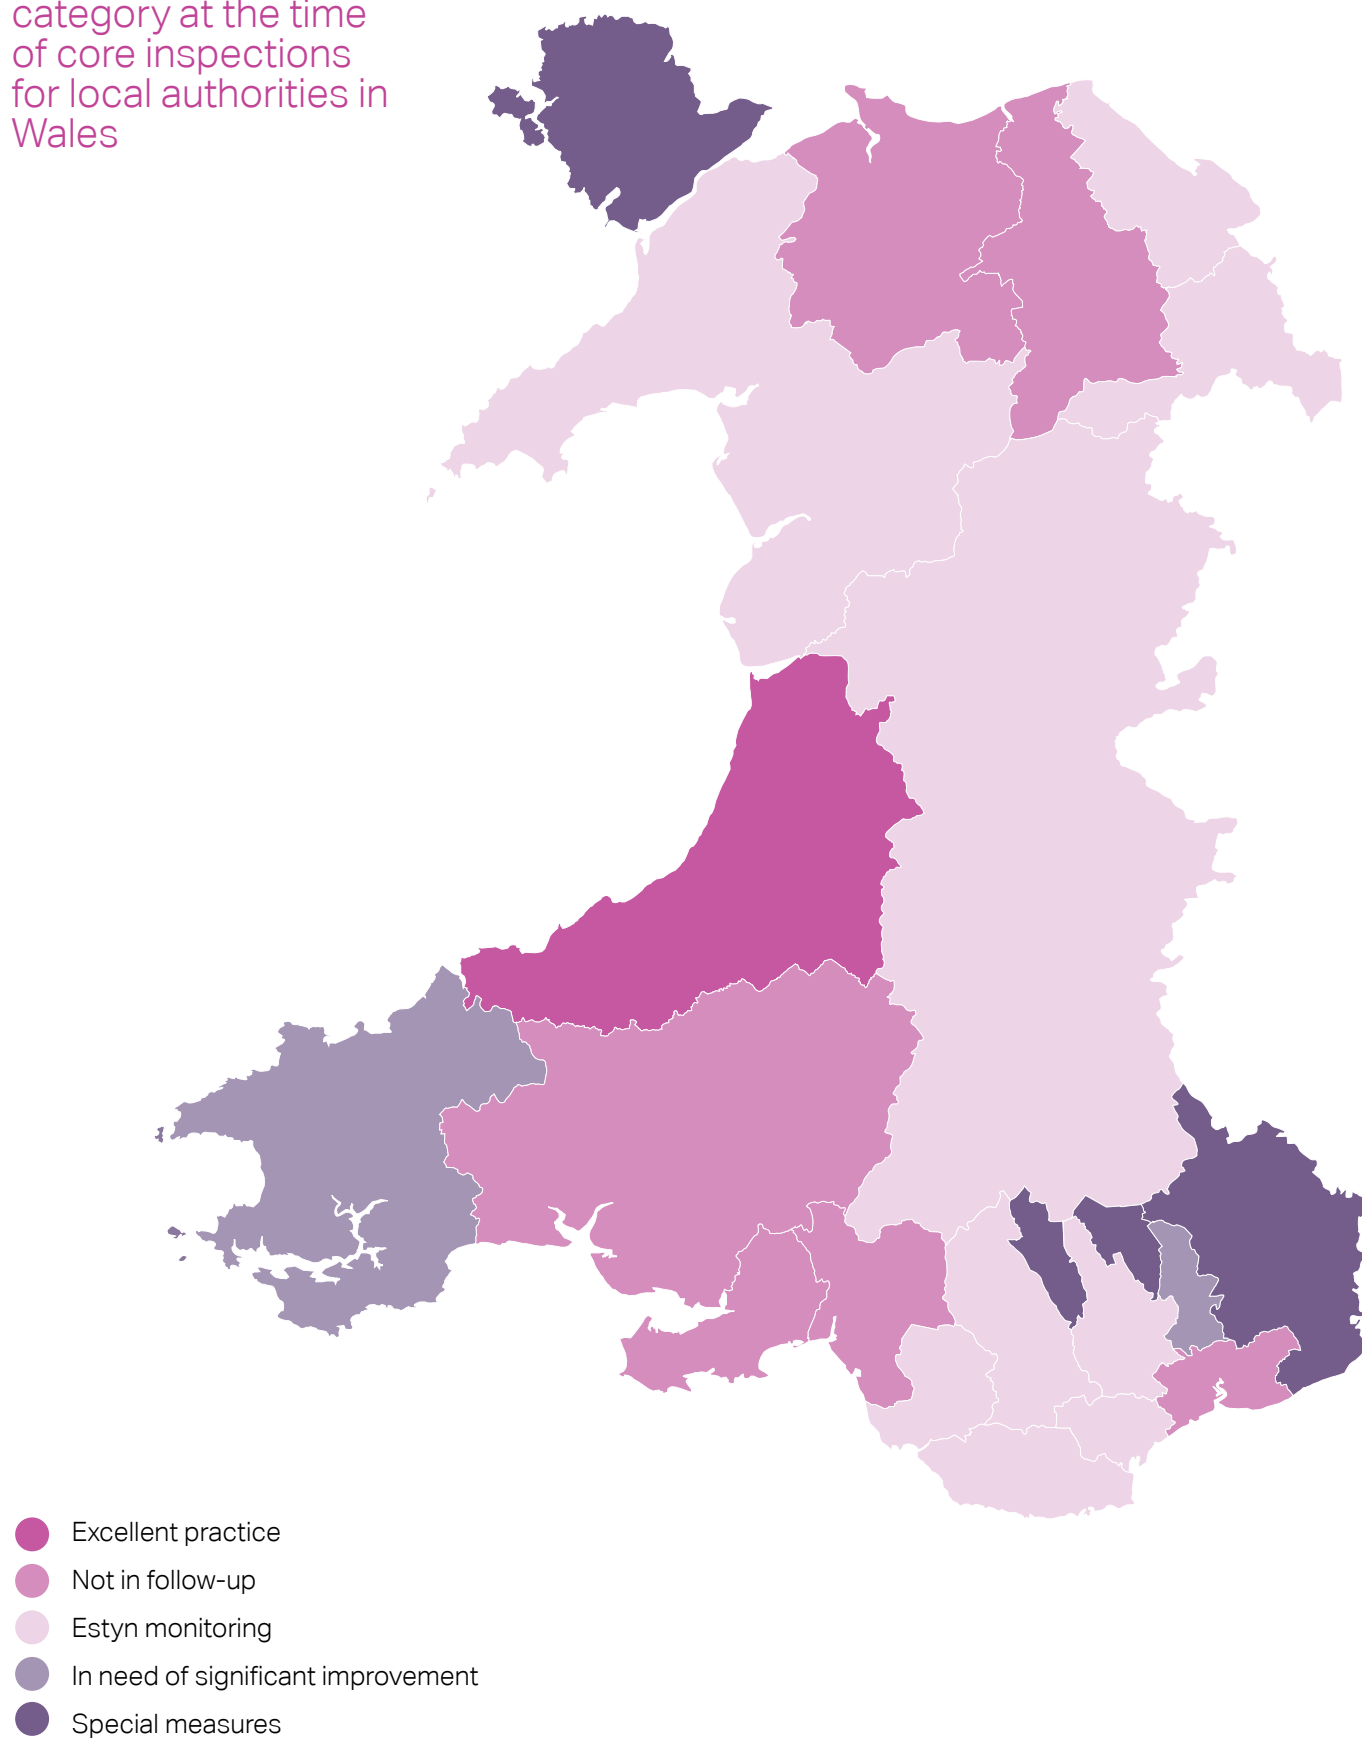 category at the time
of core inspections
for local authorities in
Wales
Excellent practice
Not in follow-up
Estyn monitoring
In need of significant improvement
Special measures